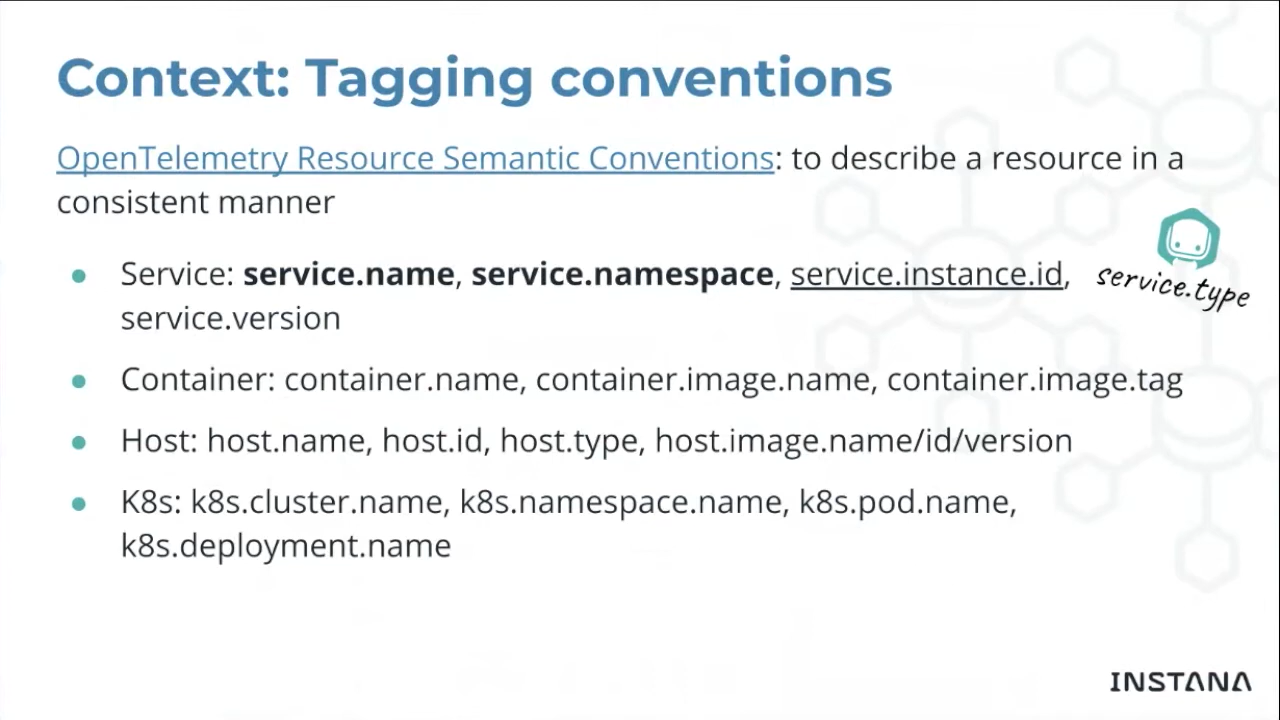 Context: Tagging conventions
OpenTelemetry Resource Semantic Conventions: to describe a resource in a
consistent manner
Service: service.name, service.namespace, service.instance.id,
service.type
service.version
Container: container.name, container.image.name, container.image.tag
Host: host.name, host.id, host.type, host.image.name/id/version
K8s: k8s.cluster.name, k8s.namespace.name, k8s.pod.name,
k8s.deployment.name
INSTANA